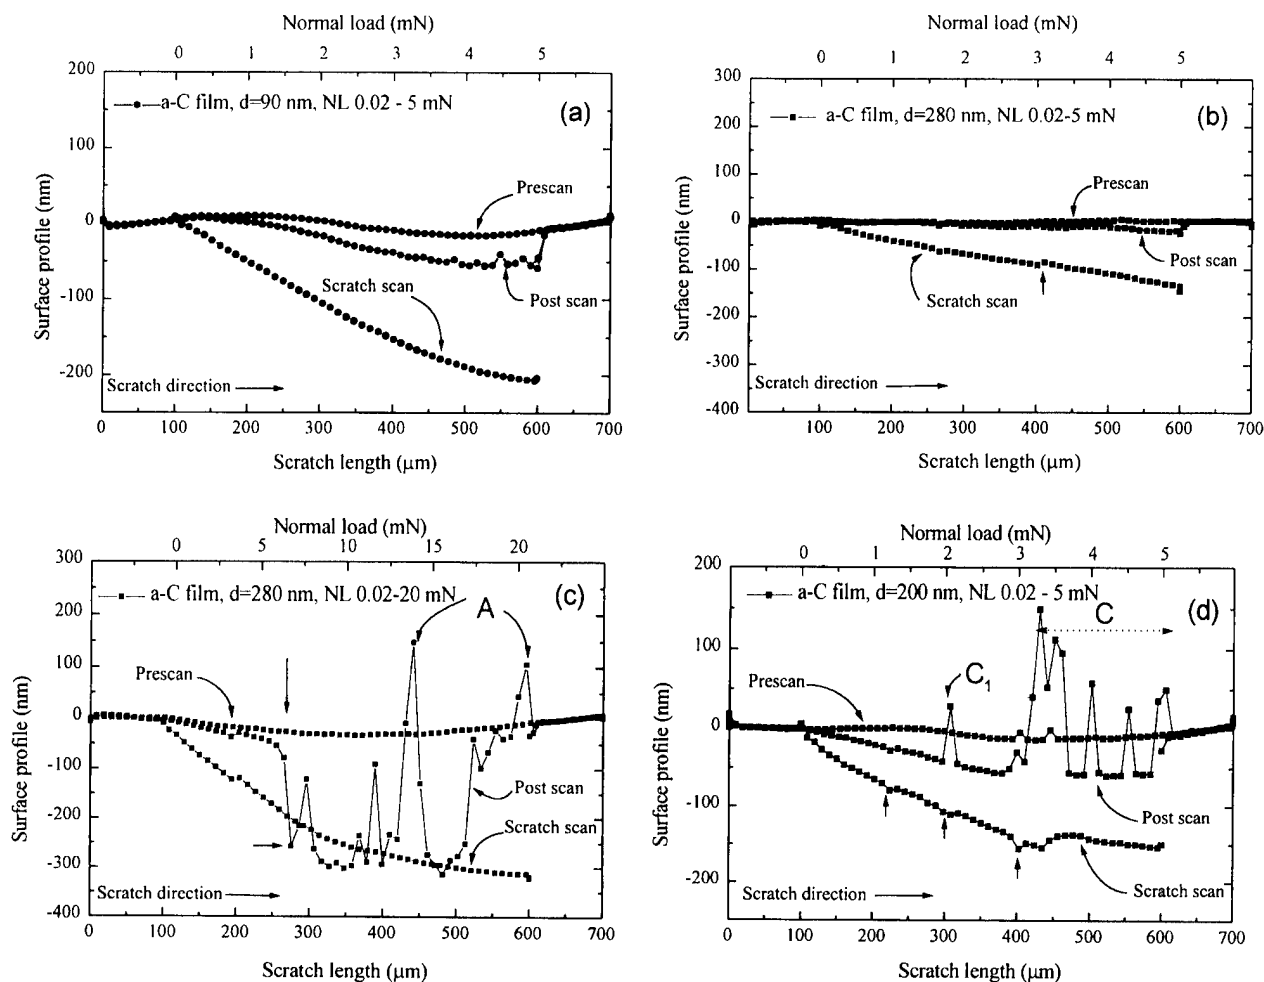 Normal load (mN)
0 1 2 3 4 5
200
100
0
-100
-200
Surface profile (nm)
a-C film, d=90 nm, NL 0.02 - 5 mN
(a)
Prescan
Post scan
Scratch scan
Scratch direction
0 100 200 300 400 500 600 700
Scratch length (μm)
Normal load (mN)
0 1 2 3 4 5
300
200
100
0
-100
-200
-300
-400
Surface profile (nm)
a-C film, d=280 nm, NL 0.02-5 mN
(b)
Prescan
Post scan
Scratch scan
Scratch direction
0 100 200 300 400 500 600 700
Scratch length (μm)
Normal load (mN)
0 5 10 15 20
300
200
100
0
-100
-200
-300
-400
Surface profile (nm)
a-C film, d=280 nm, NL 0.02-20 mN
(c)
A
Prescan
Post scan
Scratch scan
Scratch direction
0 100 200 300 400 500 600 700
Scratch length (μm)
Normal load (mN)
0 1 2 3 4 5
200
100
0
-100
-200
Surface profile (nm)
a-C film, d=200 nm, NL 0.02 - 5 mN
(d)
C
C1
Prescan
Post scan
Scratch scan
Scratch direction
0 100 200 300 400 500 600 700
Scratch length (μm)